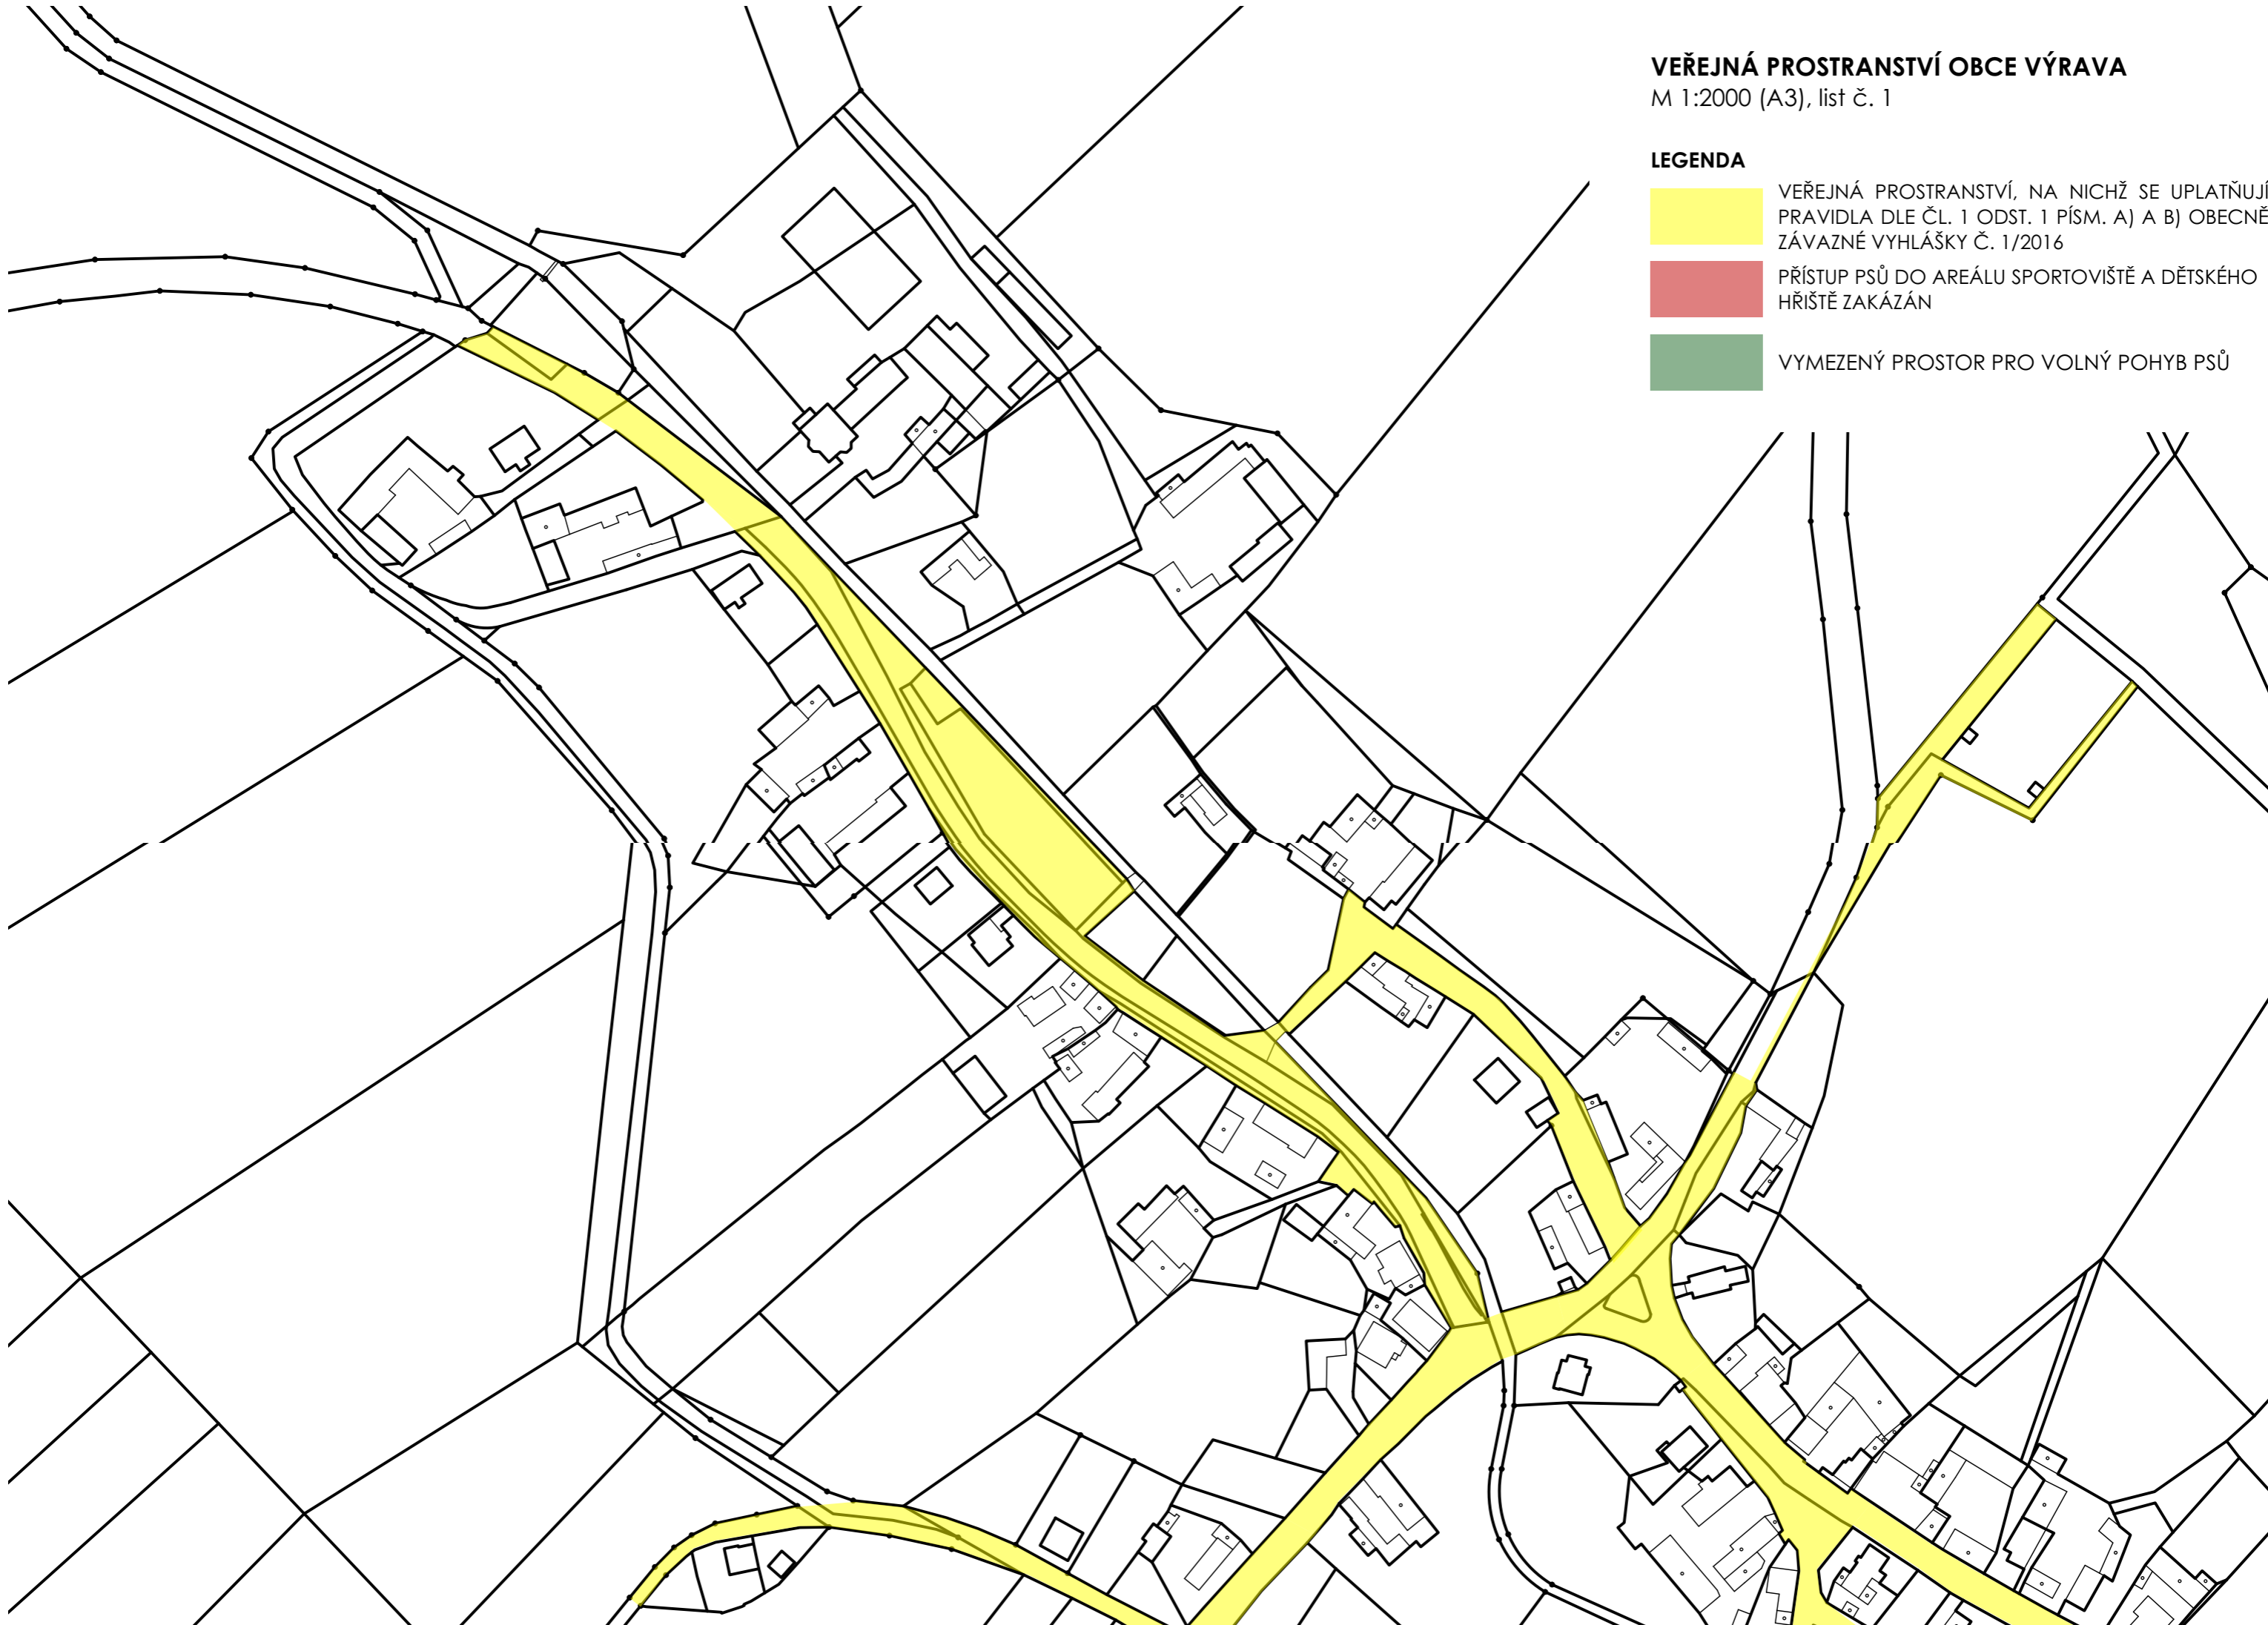 VEŘEJNÁ PROSTRANSTVÍ OBCE VÝRAVA
M 1:2000 (A3), list č. 1
LEGENDA
VEŘEJNÁ PROSTRANSTVÍ, NA NICHŽ SE UPLATŇUJÍ
PRAVIDLA DLE ČL. 1 ODST. 1 PÍSM. A) A B) OBECNĚ
ZÁVAZNÉ VYHLÁŠKY Č. 1/2016
PŘÍSTUP PSŮ DO AREÁLU SPORTOVIŠTĚ A DĚTSKÉHO
HŘIŠTĚ ZAKÁZÁN
VYMEZENÝ PROSTOR PRO VOLNÝ POHYB PSŮ